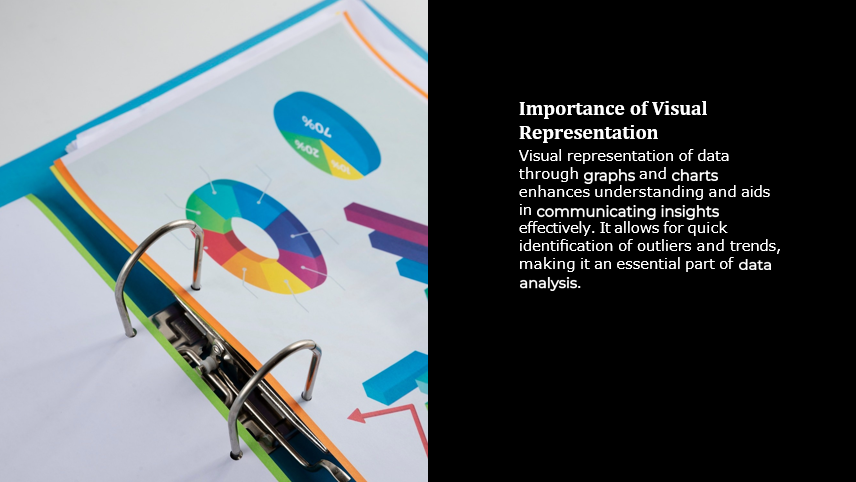 70%
20%
10%
Importance of Visual
Representation
Visual representation of data
through graphs and charts
enhances understanding and aids
in communicating insights
effectively. It allows for quick
identification of outliers and trends,
making it an essential part of data
analysis.